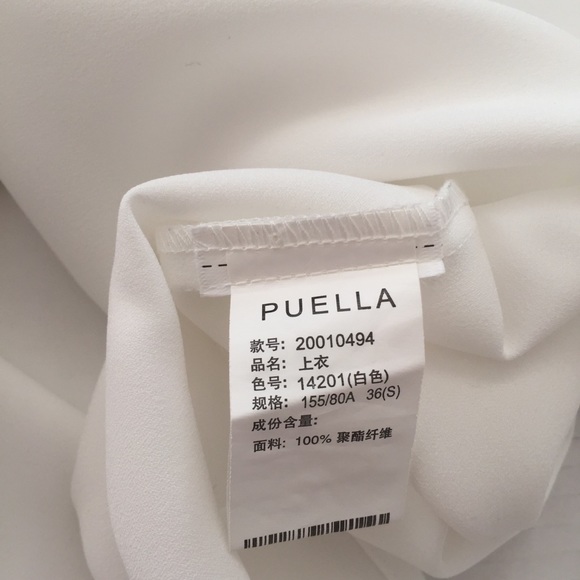 PUELLA
款号: 20010494
品名: 上衣
色号: 14201(白色)
规格: 155/80A 36(S)
成份含量:
面料: 100% 聚酯纤维